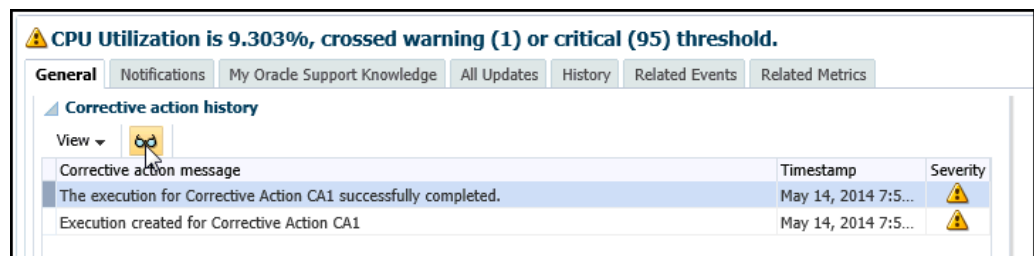 CPU Utilization is 9.303%, crossed warning (1) or critical (95) threshold.
General Notifications My Oracle Support Knowledge All Updates History Related Events Related Metrics
Corrective action history
View
Corrective action message Timestamp Severity
The execution for Corrective Action CA1 successfully completed. May 14, 2014 7:5...
Execution created for Corrective Action CA1 May 14, 2014 7:5...